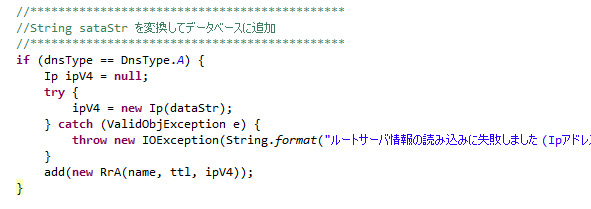 //*********************************************
//String sataStr を変換してデータベースに追加
//*********************************************
if (dnsType == DnsType.A) {
Ip ipV4 = null;
try {
ipV4 = new Ip(dataStr);
} catch (ValidObjException e) {
throw new IOException(String.format("ルートサーバ情報の読み込みに失敗しました (Ipアドレ
}
add(new RrA(name, ttl, ipV4));
}